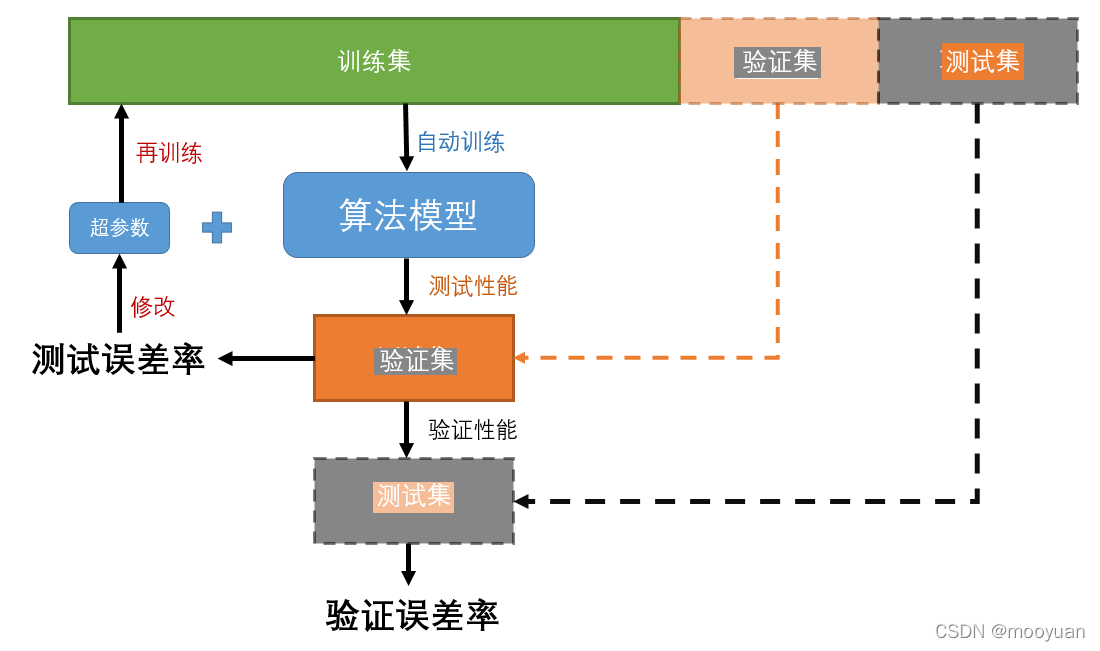 训练集
验证集
测试集
再训练
自动训练
超参数
算法模型
修改
测试性能
测试误差率
验证集
验证性能
测试集
验证误差率
CSDN @mooyuan